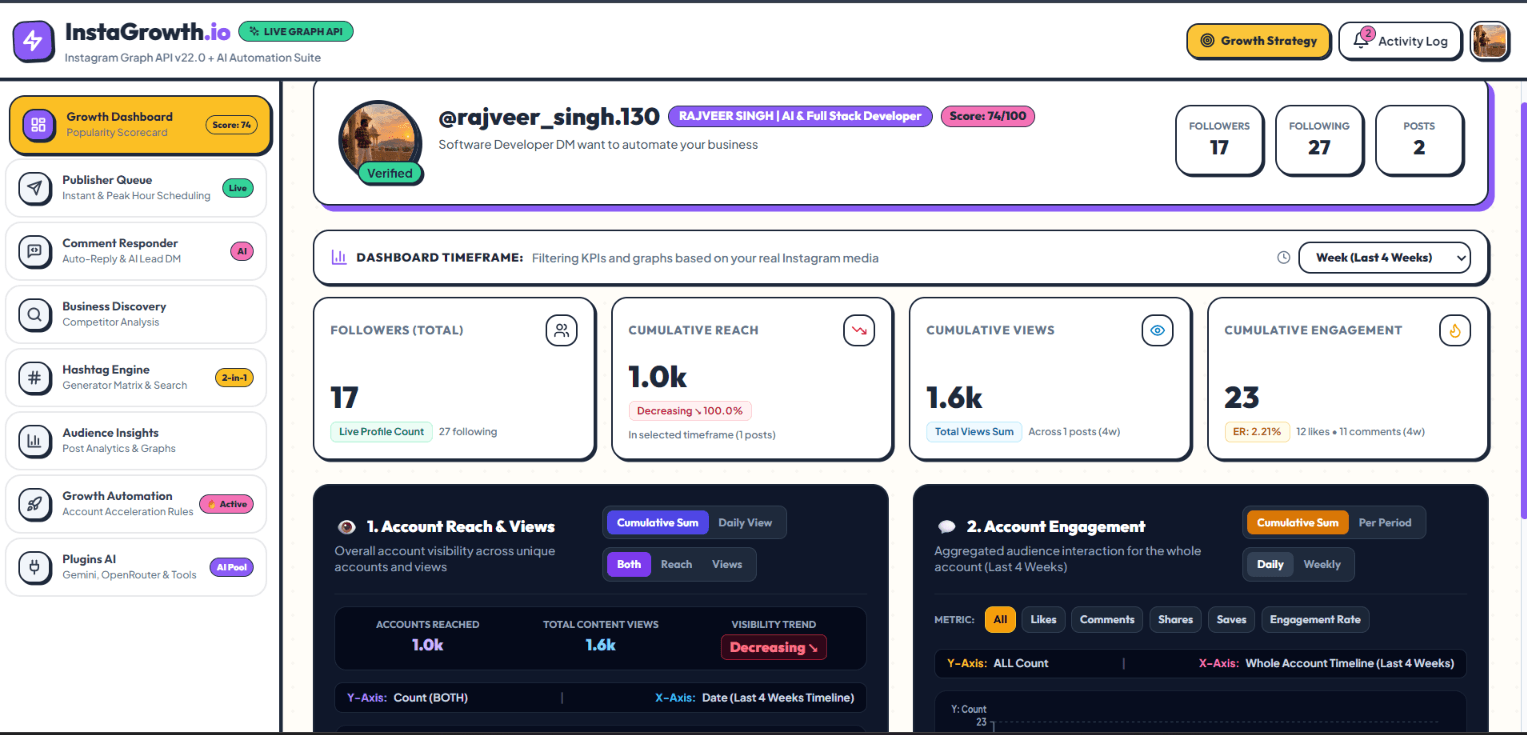 InstaGrowth.io
LIVE GRAPH API
Instagram Graph API v22.0 + AI Automation Suite
Growth Strategy
2
Activity Log
Growth Dashboard
Popularity Scorecard
Score: 74
Publisher Queue
Instant & Peak Hour Scheduling
Live
Comment Responder
Auto-Reply & AI Lead DM
AI
Business Discovery
Competitor Analysis
Hashtag Engine
Generator Matrix & Search
2-in-1
Audience Insights
Post Analytics & Graphs
Growth Automation
Account Acceleration Rules
🔥 Active
Plugins AI
Gemini, OpenRouter & Tools
AI Pool
@rajveer_singh.130
RAJVEER SINGH | AI & Full Stack Developer
Score: 74/100
Software Developer DM want to automate your business
Verified
FOLLOWERS
17
FOLLOWING
27
POSTS
2
DASHBOARD TIMEFRAME: Filtering KPIs and graphs based on your real Instagram media
Week (Last 4 Weeks)
FOLLOWERS (TOTAL)
17
Live Profile Count 27 following
CUMULATIVE REACH
1.0k
Decreasing ↘ 100.0%
In selected timeframe (1 posts)
CUMULATIVE VIEWS
1.6k
Total Views Sum Across 1 posts (4w)
CUMULATIVE ENGAGEMENT
23
ER: 2.21% 12 likes • 11 comments (4w)
👁️ 1. Account Reach & Views
Overall account visibility across unique
accounts and views
Cumulative Sum Daily View
Both Reach Views
ACCOUNTS REACHED
1.0k
TOTAL CONTENT VIEWS
1.6k
VISIBILITY TREND
Decreasing ↘
Y-Axis: Count (BOTH) | X-Axis: Date (Last 4 Weeks Timeline)
💬 2. Account Engagement
Aggregated audience interaction for the whole
account (Last 4 Weeks)
Cumulative Sum Per Period
Daily Weekly
METRIC: All Likes Comments Shares Saves Engagement Rate
Y-Axis: ALL Count | X-Axis: Whole Account Timeline (Last 4 Weeks)
Y: Count
23